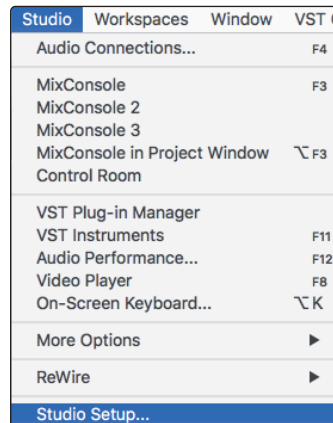 Studio Workspaces Window VST
Audio Connections... F4
MixConsole F3
MixConsole 2
MixConsole 3
MixConsole in Project Window ⌥ F3
Control Room
VST Plug-in Manager
VST Instruments F11
Audio Performance... F12
Video Player F8
On-Screen Keyboard... ⌥ K
More Options ▶
ReWire ▶
Studio Setup...